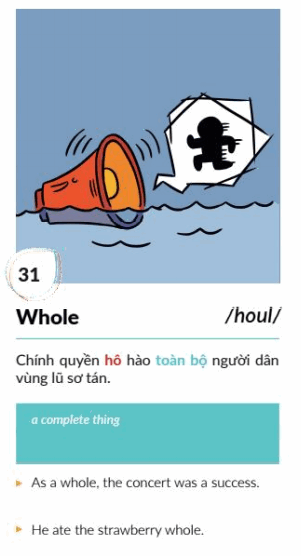 31
Whole
/houl/
Chính quyền hô hào toàn bộ người dân
vùng lũ sơ tán.
a complete thing
As a whole, the concert was a success.
He ate the strawberry whole.